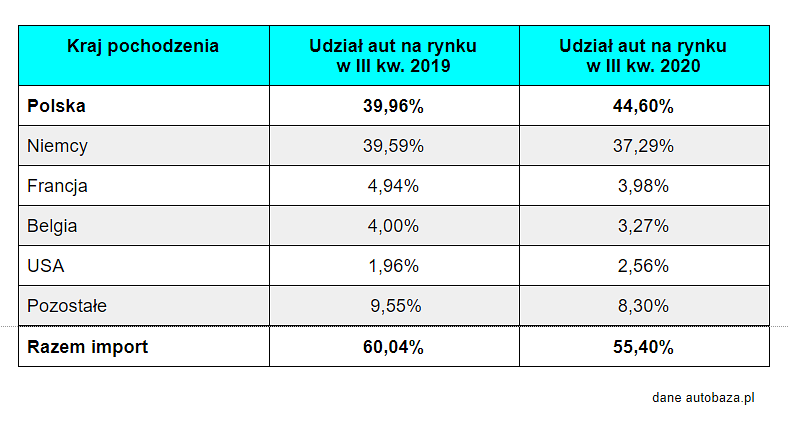 Kraj pochodzenia Udział aut na rynku w III kw. 2019 Udział aut na rynku w III kw. 2020
Polska 39,96% 44,60%
Niemcy 39,59% 37,29%
Francja 4,94% 3,98%
Belgia 4,00% 3,27%
USA 1,96% 2,56%
Pozostałe 9,55% 8,30%
Razem import 60,04% 55,40%
dane autobaza.pl